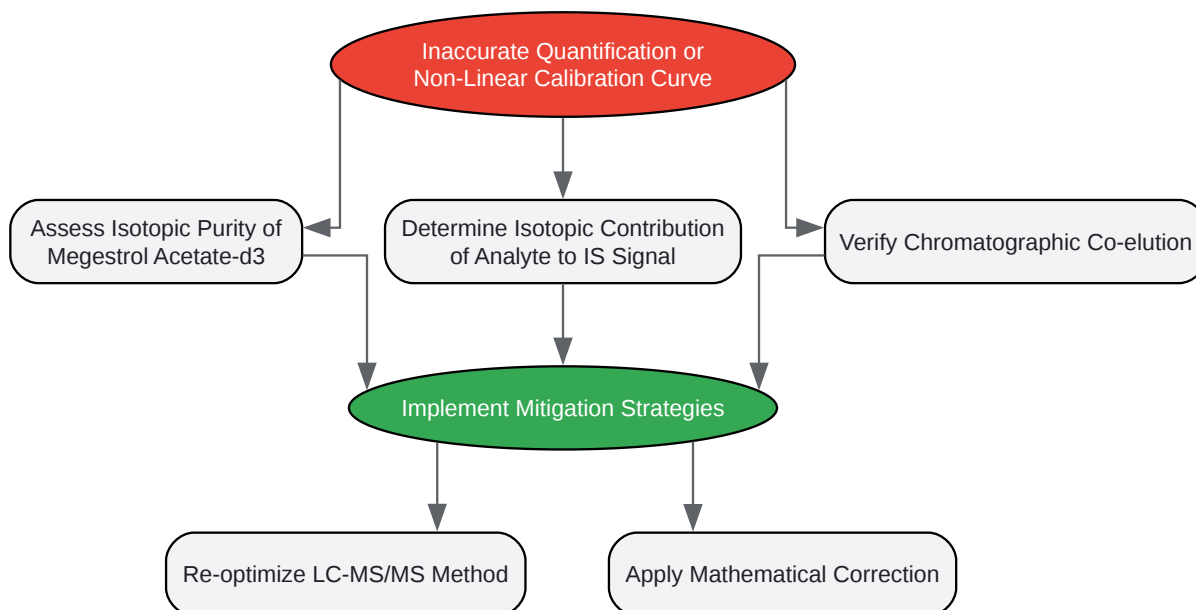 Inaccurate Quantification or
Non-Linear Calibration Curve
Assess Isotopic Purity of
Megestrol Acetate-d3
Determine Isotopic Contribution
of Analyte to IS Signal
Verify Chromatographic Co-elution
Implement Mitigation Strategies
Re-optimize LC-MS/MS Method
Apply Mathematical Correction